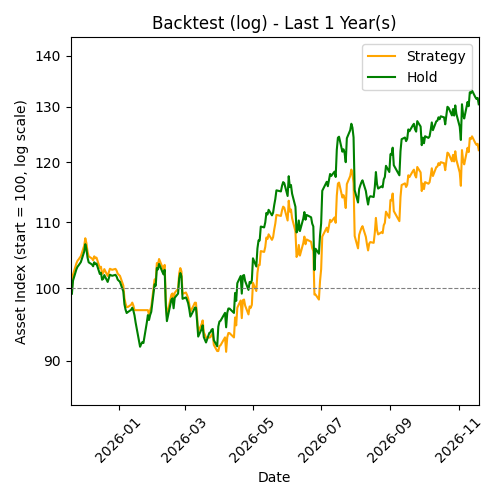 Backtest (log) - Last 1 Year(s)
Strategy
Hold
Asset Index (start = 100, log scale)
140
130
120
110
100
90
2026-01
2026-03
2026-05
2026-07
2026-09
2026-11
Date